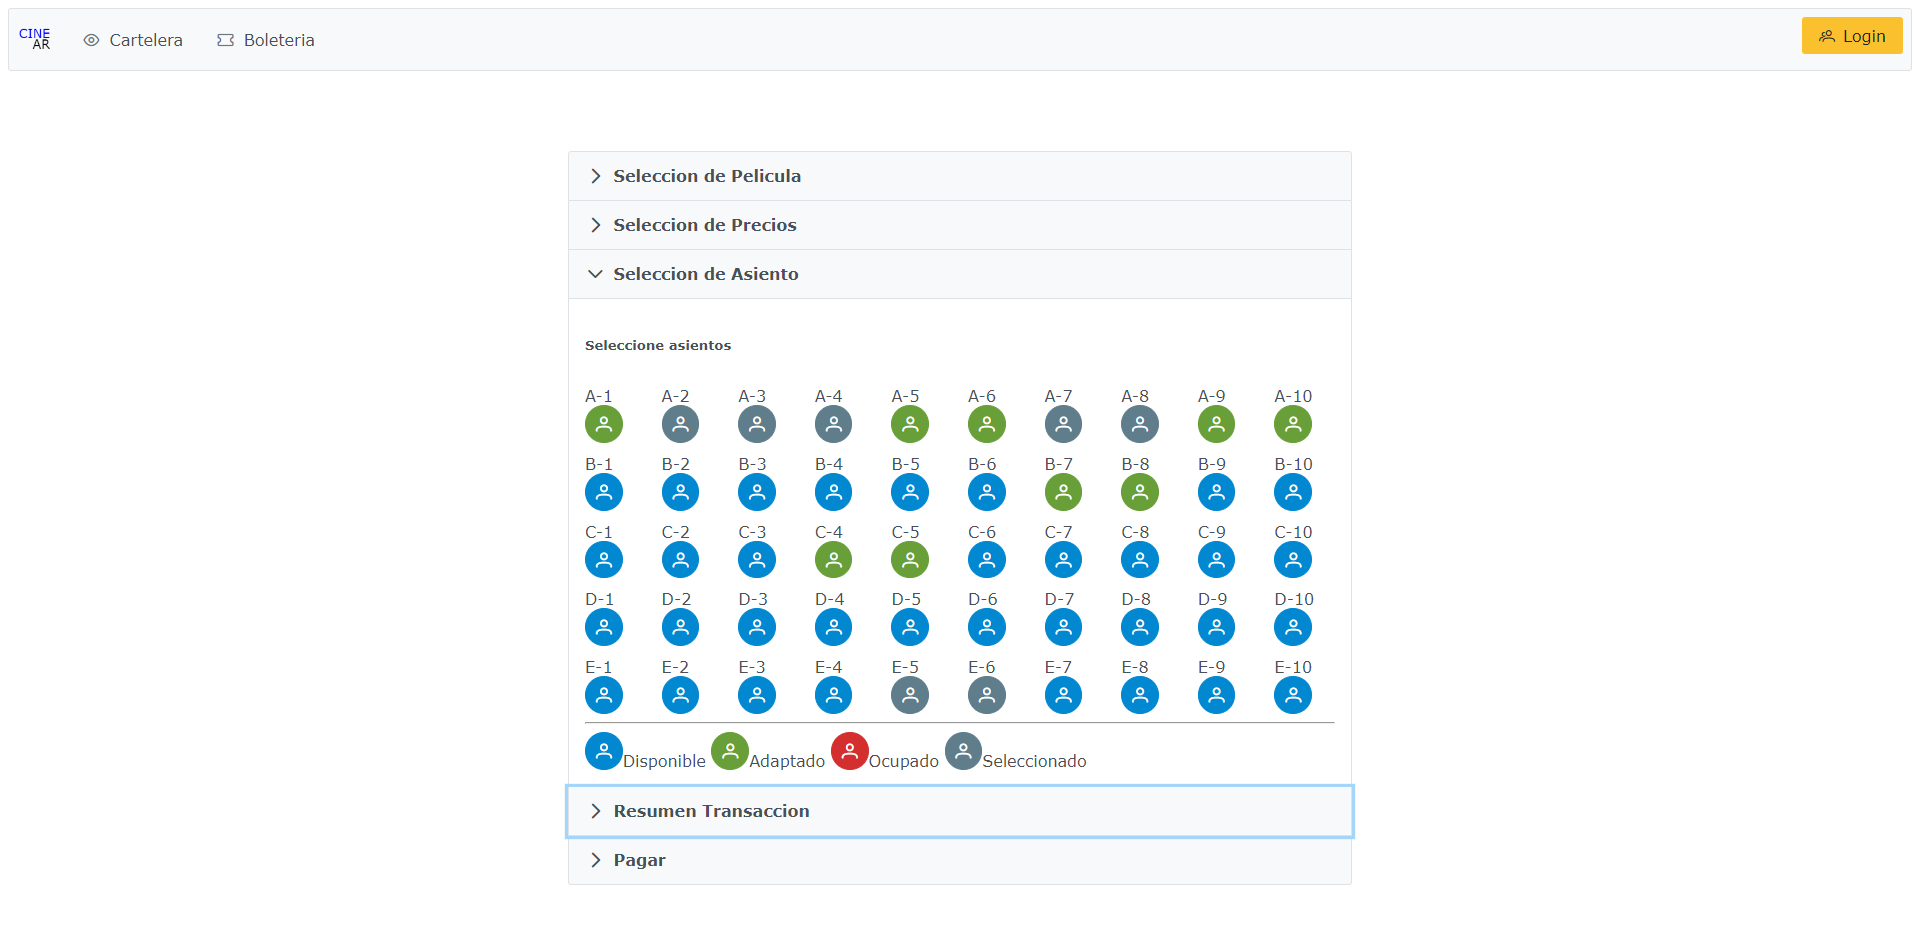 CINE
AR
Cartelera
Boleteria
Login
Seleccion de Pelicula
Seleccion de Precios
Seleccion de Asiento
Seleccione asientos
A-1 A-2 A-3 A-4 A-5 A-6 A-7 A-8 A-9 A-10
B-1 B-2 B-3 B-4 B-5 B-6 B-7 B-8 B-9 B-10
C-1 C-2 C-3 C-4 C-5 C-6 C-7 C-8 C-9 C-10
D-1 D-2 D-3 D-4 D-5 D-6 D-7 D-8 D-9 D-10
E-1 E-2 E-3 E-4 E-5 E-6 E-7 E-8 E-9 E-10
Disponible Adaptado Ocupado Seleccionado
Resumen Transaccion
Pagar